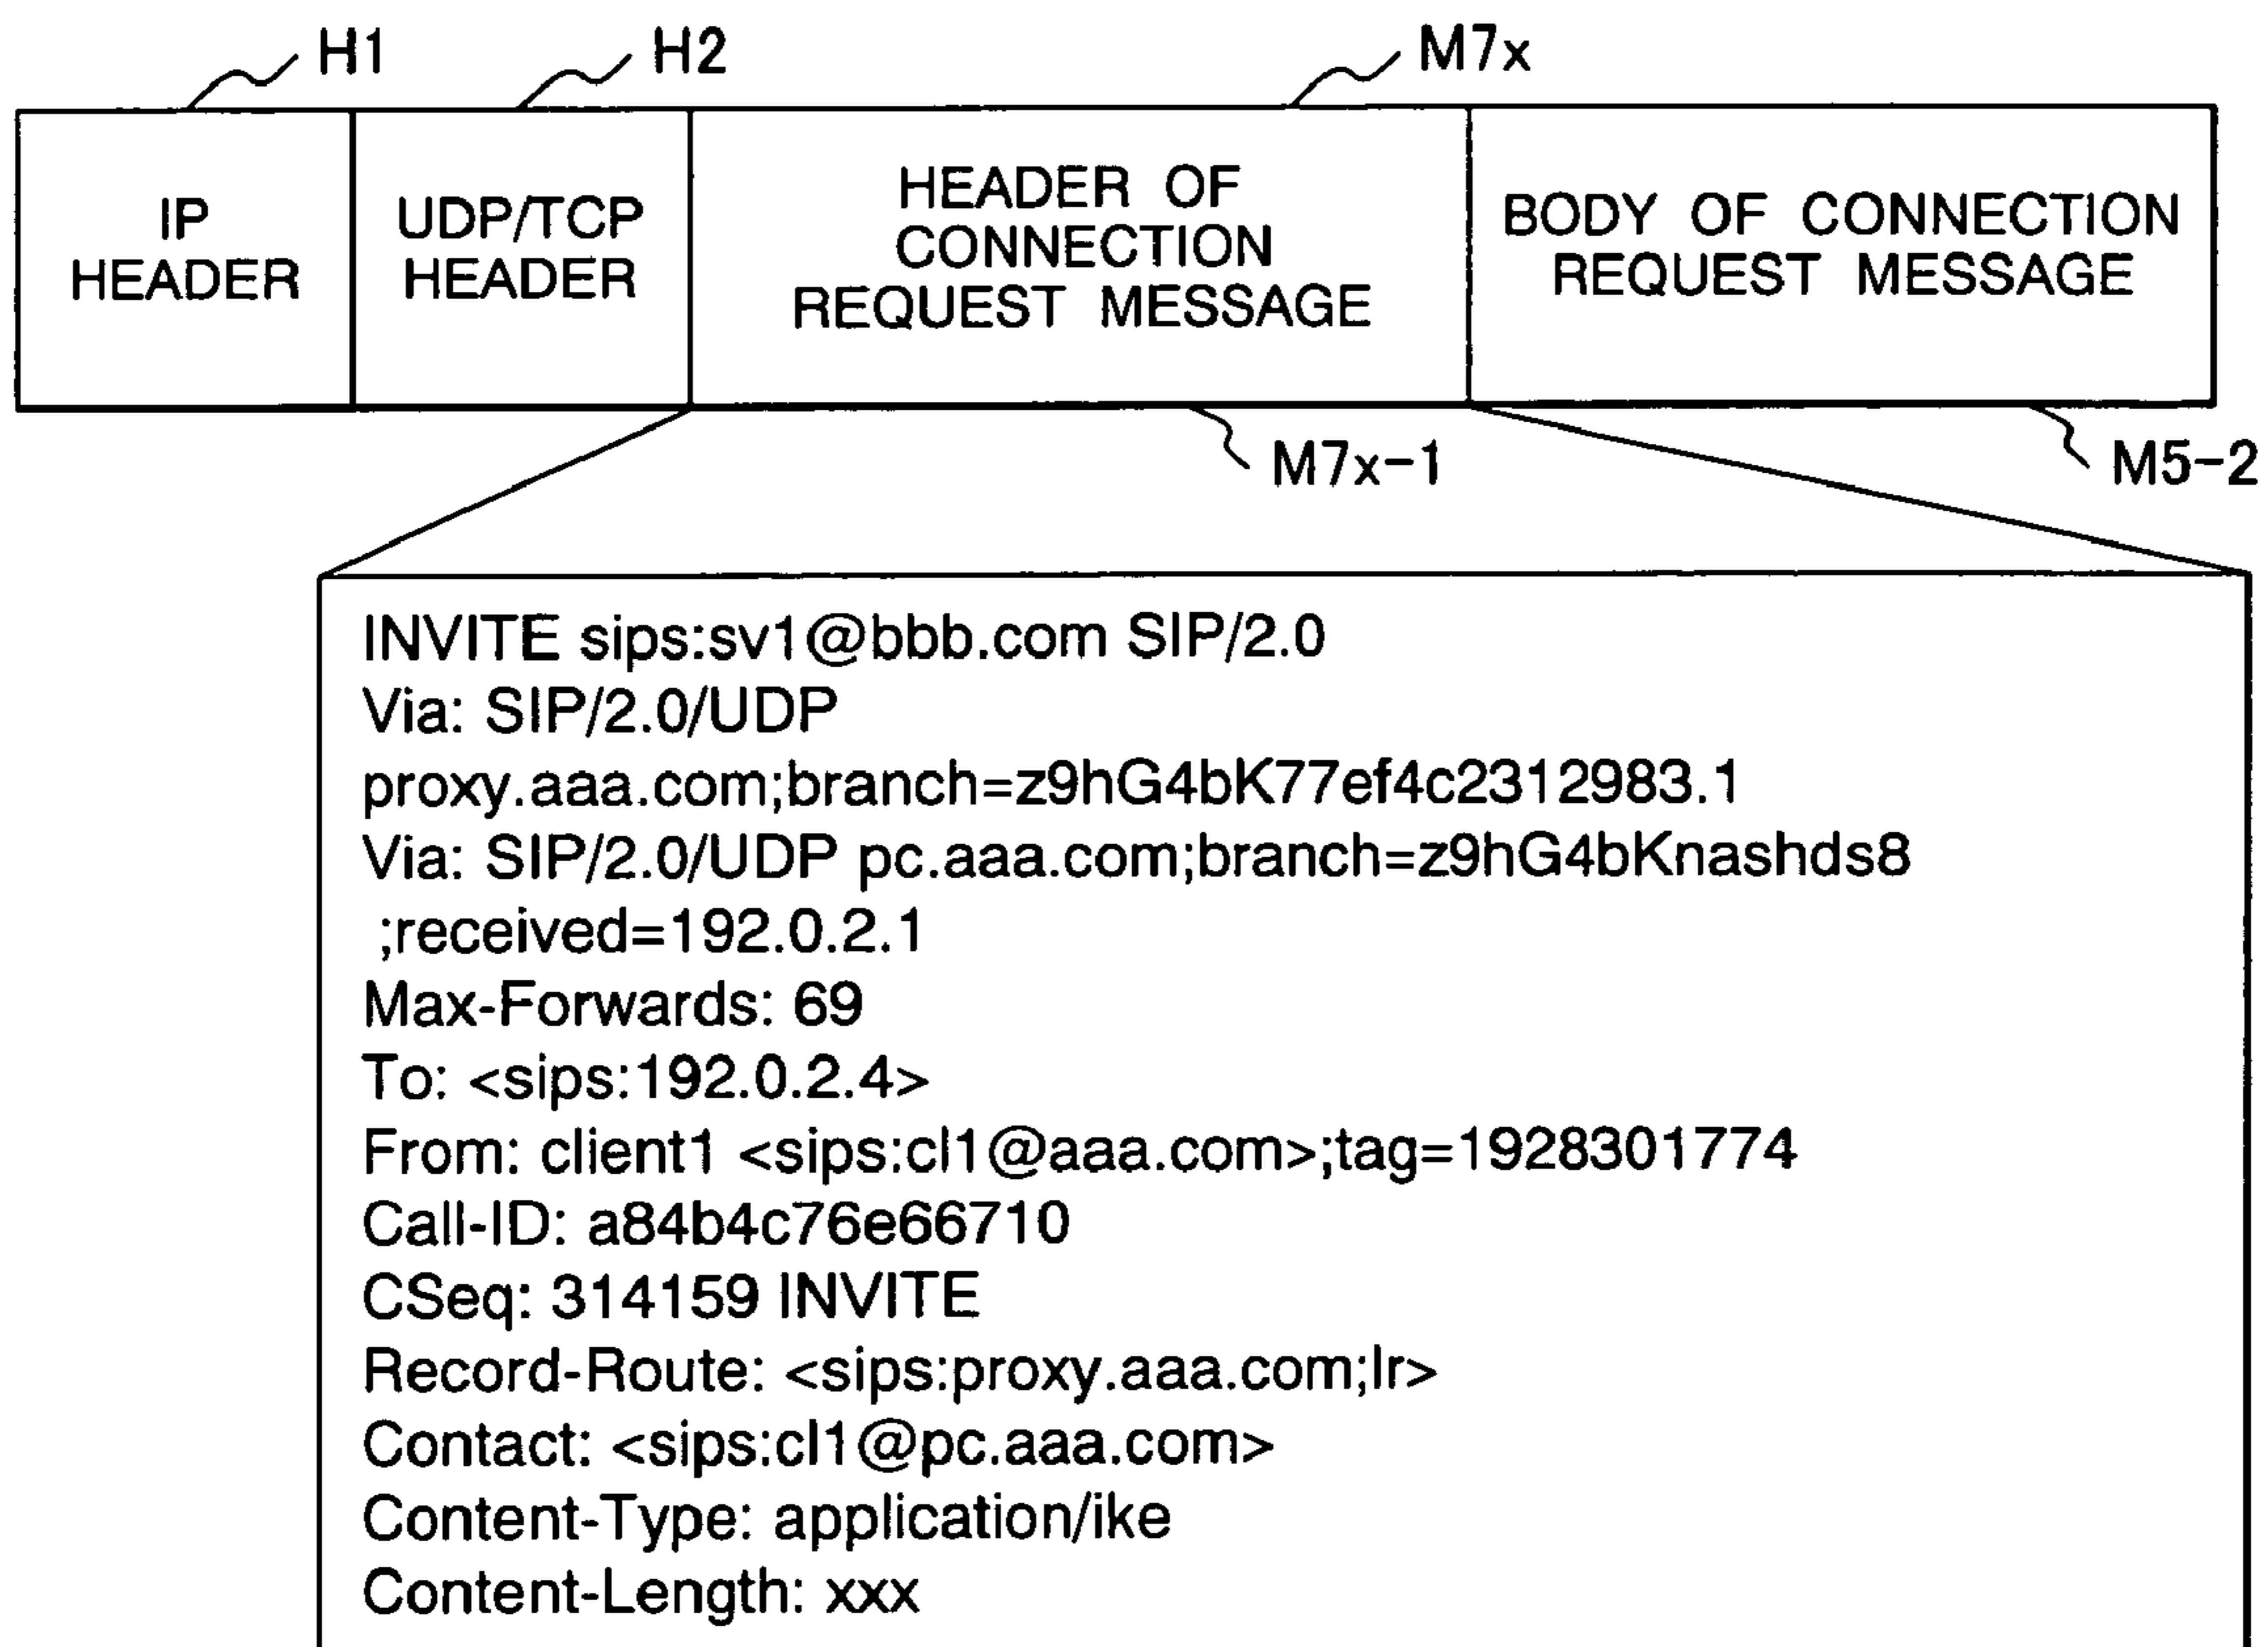 H1
H2
M7x
IP
HEADER
UDP/TCP
HEADER
HEADER OF
CONNECTION
REQUEST MESSAGE
BODY OF CONNECTION
REQUEST MESSAGE
M7x-1
M5-2
INVITE sips:sv1@bbb.com SIP/2.0
Via: SIP/2.0/UDP
proxy.aaa.com;branch=z9hG4bK77ef4c2312983.1
Via: SIP/2.0/UDP pc.aaa.com;branch=z9hG4bKnashds8
;received=192.0.2.1
Max-Forwards: 69
To: <sips:192.0.2.4>
From: client1 <sips:cl1@aaa.com>;tag=1928301774
Call-ID: a84b4c76e66710
CSeq: 314159 INVITE
Record-Route: <sips:proxy.aaa.com;lr>
Contact: <sips:cl1@pc.aaa.com>
Content-Type: application/ike
Content-Length: xxx